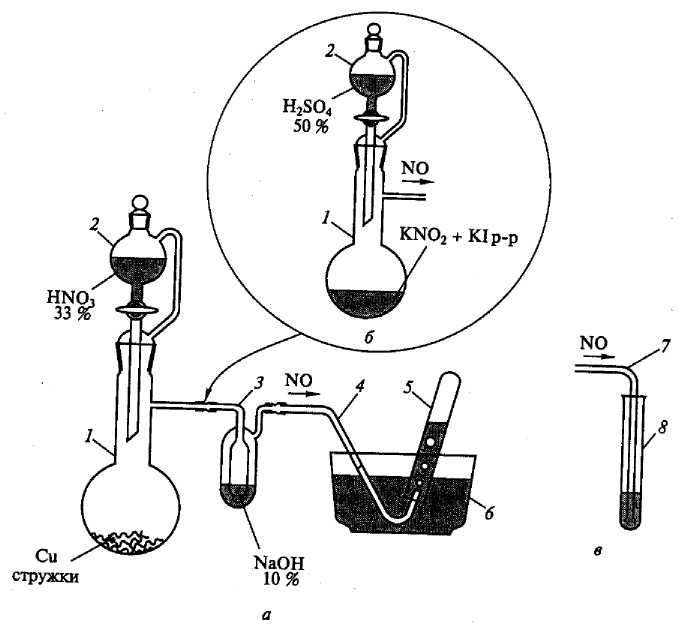 2
H₂SO₄
50 %
NO
1
KNO₂ + KI р-р
б
2
HNO₃
33 %
1
Cu
стружки
3
NO
4
5
6
NaOH
10 %
а
NO
7
8
в